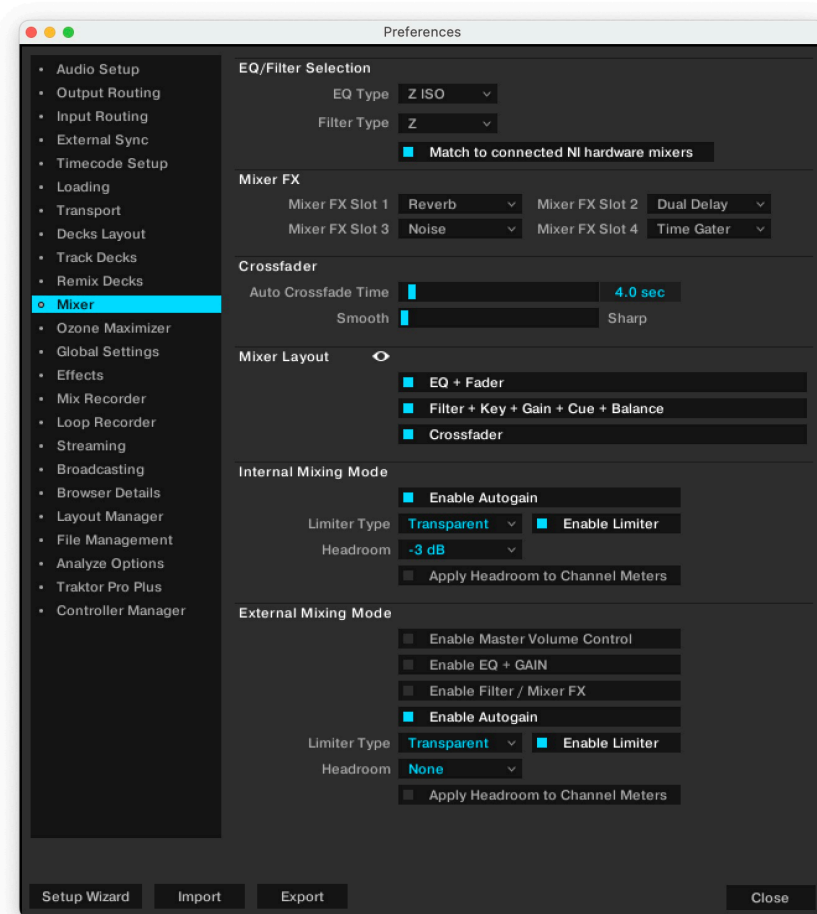 Preferences
Audio Setup
Output Routing
Input Routing
External Sync
Timecode Setup
Loading
Transport
Decks Layout
Track Decks
Remix Decks
Mixer
Ozone Maximizer
Global Settings
Effects
Mix Recorder
Loop Recorder
Streaming
Broadcasting
Browser Details
Layout Manager
File Management
Analyze Options
Traktor Pro Plus
Controller Manager
EQ/Filter Selection
EQ Type Z ISO
Filter Type Z
Match to connected NI hardware mixers
Mixer FX
Mixer FX Slot 1 Reverb Mixer FX Slot 2 Dual Delay
Mixer FX Slot 3 Noise Mixer FX Slot 4 Time Gater
Crossfader
Auto Crossfade Time 4.0 sec
Smooth Sharp
Mixer Layout
EQ + Fader
Filter + Key + Gain + Cue + Balance
Crossfader
Internal Mixing Mode
Enable Autogain
Limiter Type Transparent Enable Limiter
Headroom -3 dB
Apply Headroom to Channel Meters
External Mixing Mode
Enable Master Volume Control
Enable EQ + GAIN
Enable Filter / Mixer FX
Enable Autogain
Limiter Type Transparent Enable Limiter
Headroom None
Apply Headroom to Channel Meters
Setup Wizard Import Export Close